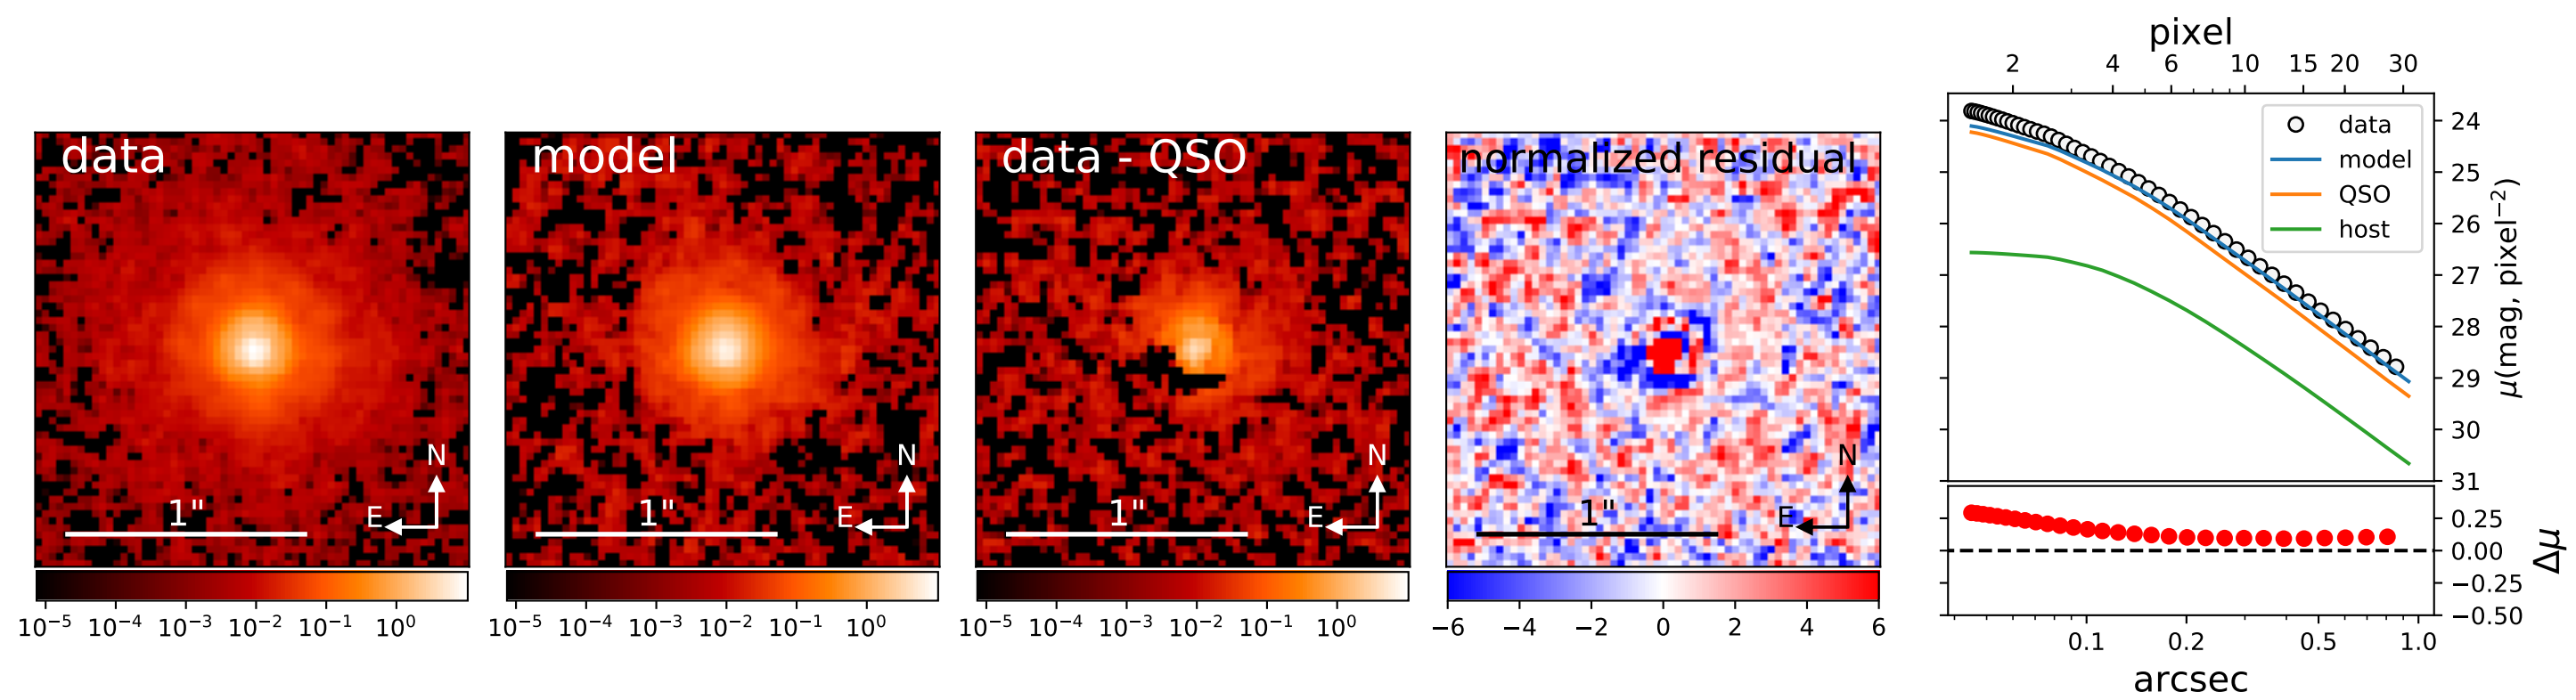 data
N
E
1"
10⁻⁵ 10⁻⁴ 10⁻³ 10⁻² 10⁻¹ 10⁰
model
N
E
1"
10⁻⁵ 10⁻⁴ 10⁻³ 10⁻² 10⁻¹ 10⁰
data - QSO
N
E
1"
10⁻⁵ 10⁻⁴ 10⁻³ 10⁻² 10⁻¹ 10⁰
normalized residual
N
E
1"
−6 −4 −2 0 2 4 6
pixel
2 4 6 10 15 20 30
data
model
QSO
host
24
25
26
27
28
29
30
31
μ(mag, pixel⁻²)
0.25
0.00
−0.25
−0.50
Δμ
0.1 0.2 0.5 1.0
arcsec